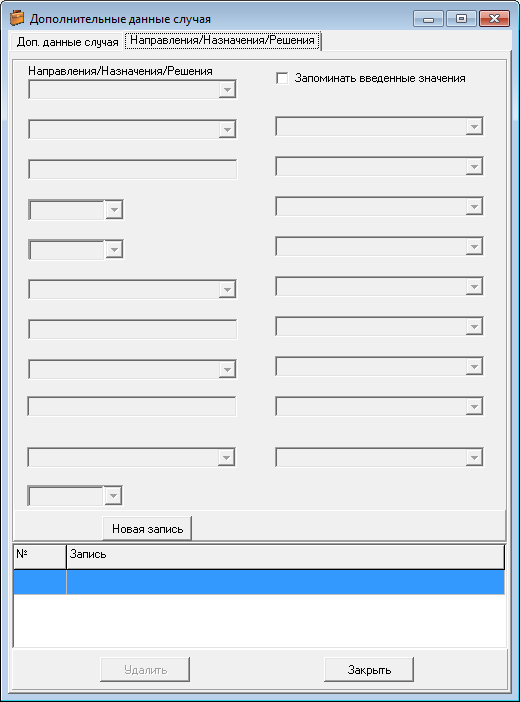 Дополнительные данные случая
Доп. данные случая
Направления/Назначения/Решения
Направления/Назначения/Решения
Запоминать введенные значения
Новая запись
№ Запись
Удалить
Закрыть